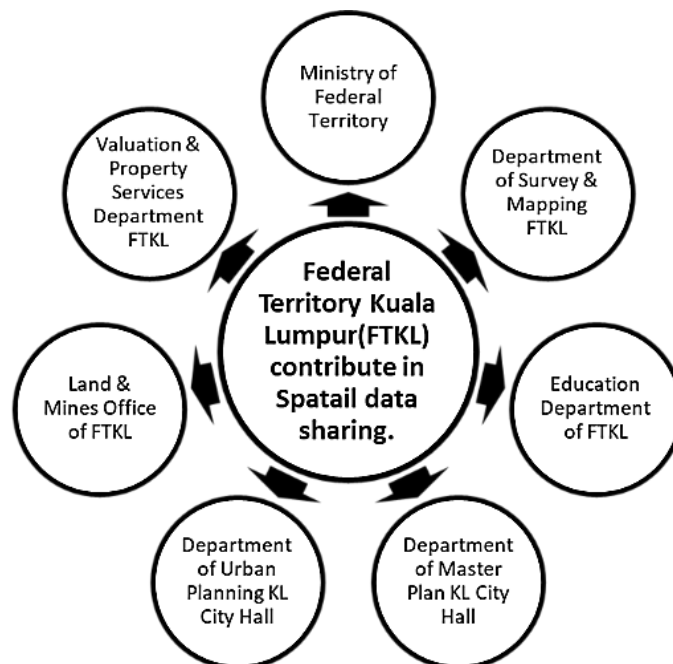 Ministry of
Federal
Territory
Valuation &
Property
Services
Department
FTKL
Department
of Survey &
Mapping
FTKL
Federal
Territory Kuala
Lumpur(FTKL)
contribute in
Spatail data
sharing.
Land &
Mines Office
of FTKL
Education
Department
of FTKL
Department
of Urban
Planning KL
City Hall
Department
of Master
Plan KL City
Hall